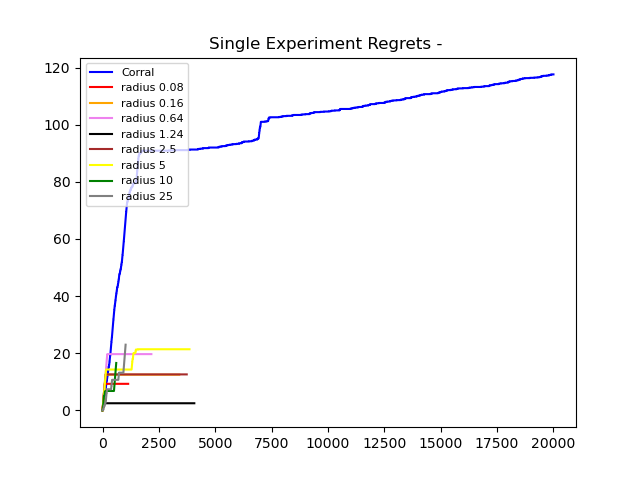 Single Experiment Regrets -
120
100
80
60
40
20
0
Corral
radius 0.08
radius 0.16
radius 0.64
radius 1.24
radius 2.5
radius 5
radius 10
radius 25
0 2500 5000 7500 10000 12500 15000 17500 20000